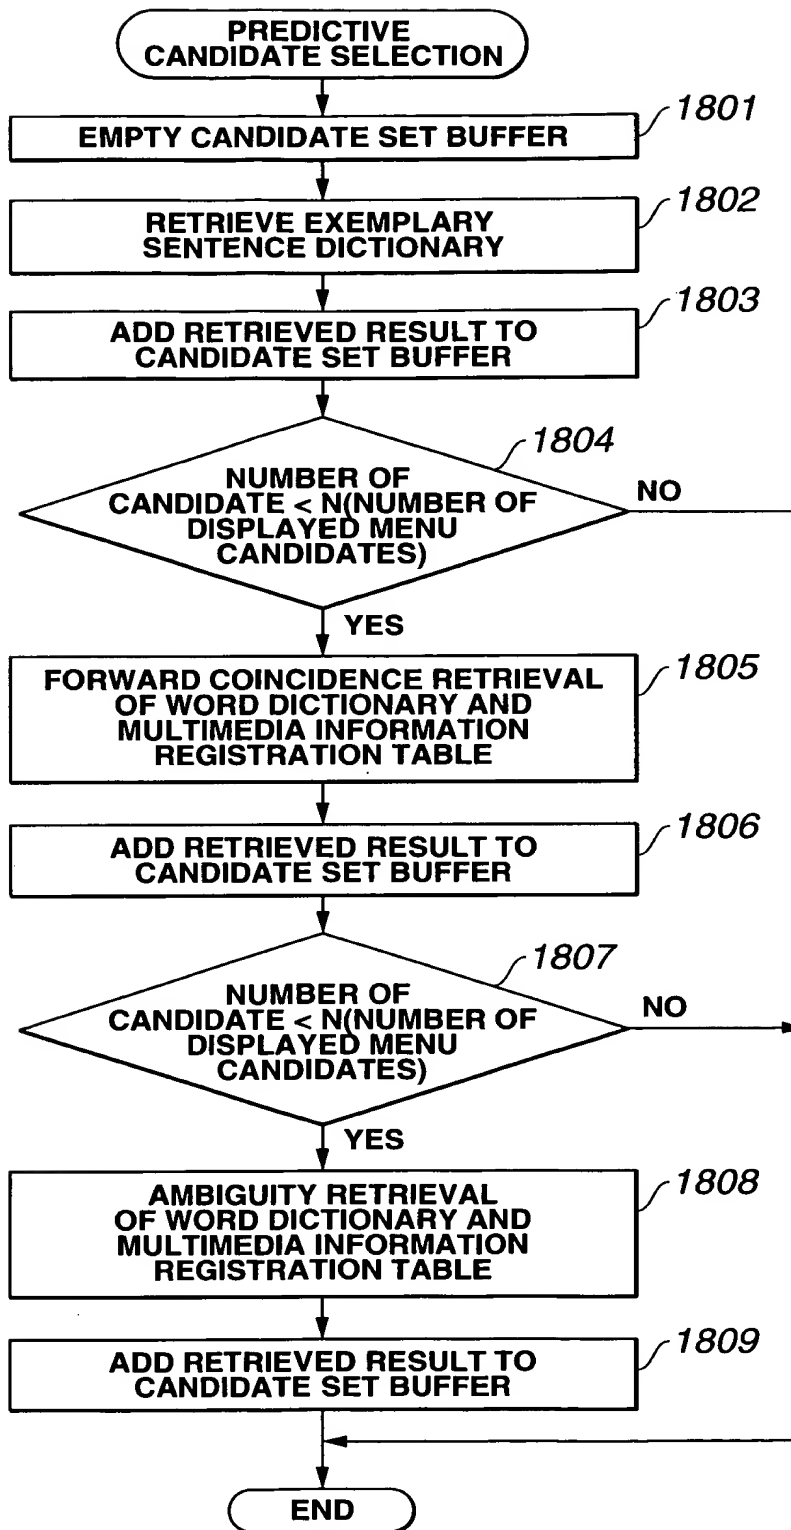 PREDICTIVE
CANDIDATE SELECTION
1801
EMPTY CANDIDATE SET BUFFER
1802
RETRIEVE EXEMPLARY
SENTENCE DICTIONARY
1803
ADD RETRIEVED RESULT TO
CANDIDATE SET BUFFER
1804
NUMBER OF
CANDIDATE < N(NUMBER OF
DISPLAYED MENU
CANDIDATES)
NO
YES
1805
FORWARD COINCIDENCE RETRIEVAL
OF WORD DICTIONARY AND
MULTIMEDIA INFORMATION
REGISTRATION TABLE
1806
ADD RETRIEVED RESULT TO
CANDIDATE SET BUFFER
1807
NUMBER OF
CANDIDATE < N(NUMBER OF
DISPLAYED MENU
CANDIDATES)
NO
YES
1808
AMBIGUITY RETRIEVAL
OF WORD DICTIONARY AND
MULTIMEDIA INFORMATION
REGISTRATION TABLE
1809
ADD RETRIEVED RESULT TO
CANDIDATE SET BUFFER
END